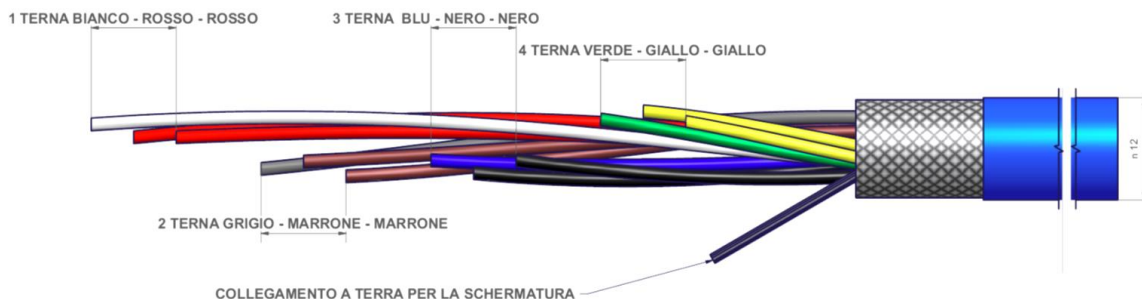 1 TERNA BIANCO - ROSSO - ROSSO
3 TERNA BLU - NERO - NERO
4 TERNA VERDE - GIALLO - GIALLO
n 12
2 TERNA GRIGIO - MARRONE - MARRONE
COLLEGAMENTO A TERRA PER LA SCHERMATURA